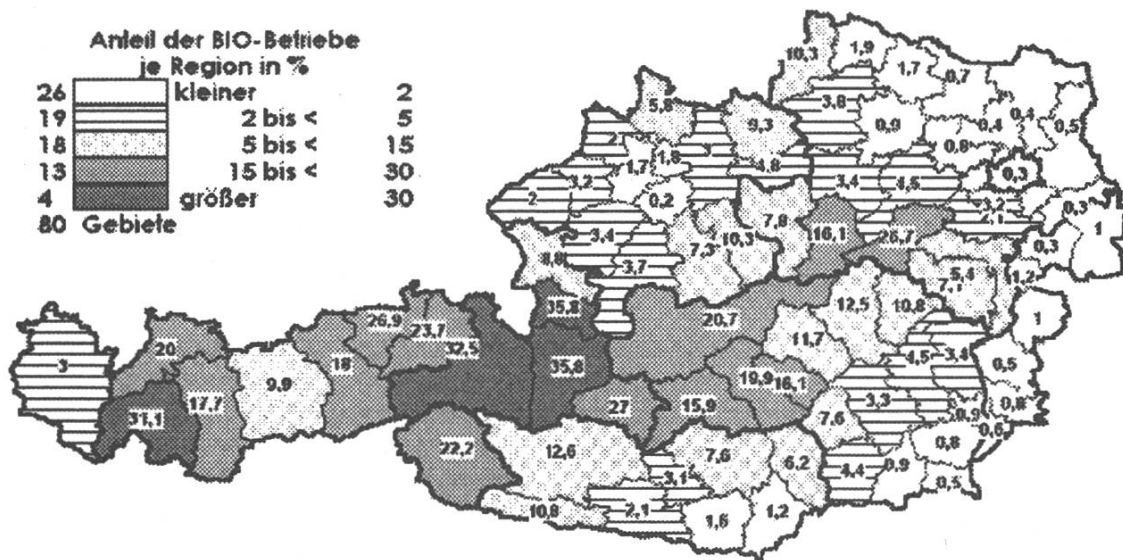 Anteil der BIO-Betriebe
je Region in %
26 kleiner 2
19 2 bis < 5
18 5 bis < 15
13 15 bis < 30
4 größer 30
80 Gebiete
10,3 1,9 1,7 0,7
5,8 9,3 3,8 0,9 0,4 0,4 0,5
1,7 1,8 4,8 0,8
2 3,2 0,2 3,4 4,6 0,3
3,4 7,8 3,2 2,1 0,3 1
3,7 7,3 10,3 16,1 26,7 0,3
35,8 7,1 5,4 1,2
26,9 23,7 32,5 20,7 12,5 10,8 1
3 20 18 35,8 11,7 4,5 3,4 0,5
9,9 19,9 16,1 3,3
31,1 17,7 27 15,9 7,6 0,9 0,8
22,2 12,6 7,6 6,2 0,8 0,6
3,1 4,4 0,9 0,5
10,8 2,1 1,6 1,2